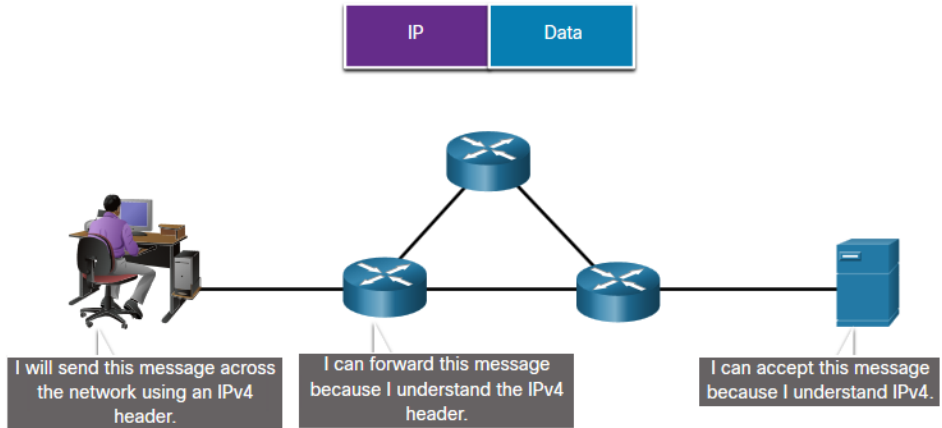 IP
Data
I will send this message across
the network using an IPv4
header.
I can forward this message
because I understand the IPv4
header.
I can accept this message
because I understand IPv4.